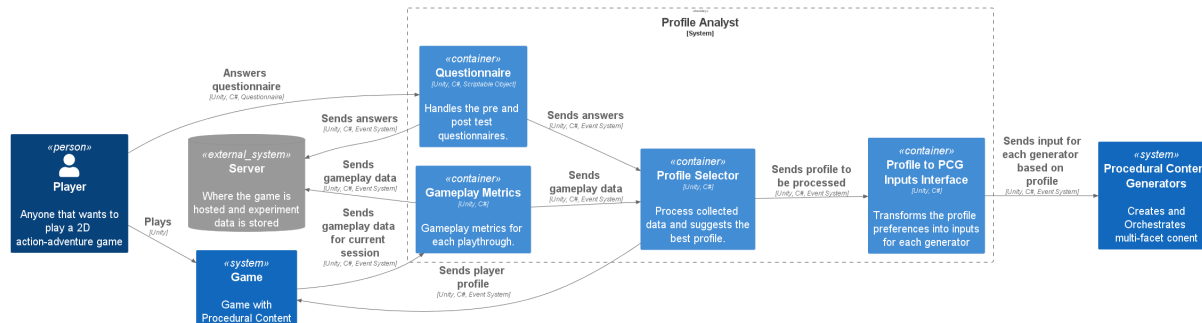 «boundary»
Profile Analyst
[System]
«container»
Questionnaire
[Unity, C#, Scriptable Object]
Handles the pre and
post test
questionnaires.
Answers
questionnaire
[Unity, C#, Questionnaire]
Sends answers
[Unity, C#, Event System]
Sends answers
[Unity, C#, Event System]
«person»
Player
Anyone that wants to
play a 2D
action-adventure game
«external_system»
Server
Where the game is
hosted and experiment
data is stored
Sends
gameplay data
[Unity, C#, Event System]
«container»
Gameplay Metrics
[Unity, C#]
Gameplay metrics for
each playthrough.
Sends
gameplay data
[Unity, C#, Event System]
«container»
Profile Selector
[Unity, C#]
Process collected
data and suggests the
best profile.
Sends profile to
be processed
[Unity, C#, Event System]
«container»
Profile to PCG
Inputs Interface
[Unity, C#]
Transforms the profile
preferences into inputs
for each generator
Sends input for
each generator
based on
profile
[Unity, C#, Event System]
«system»
Procedural Content
Generators
Creates and
Orchestrates
multi-facet conent
Plays
[Unity]
Sends
gameplay data
for current
session
[Unity, C#, Event System]
«system»
Game
Game with
Procedural Content
Sends player
profile
[Unity, C#, Event System]